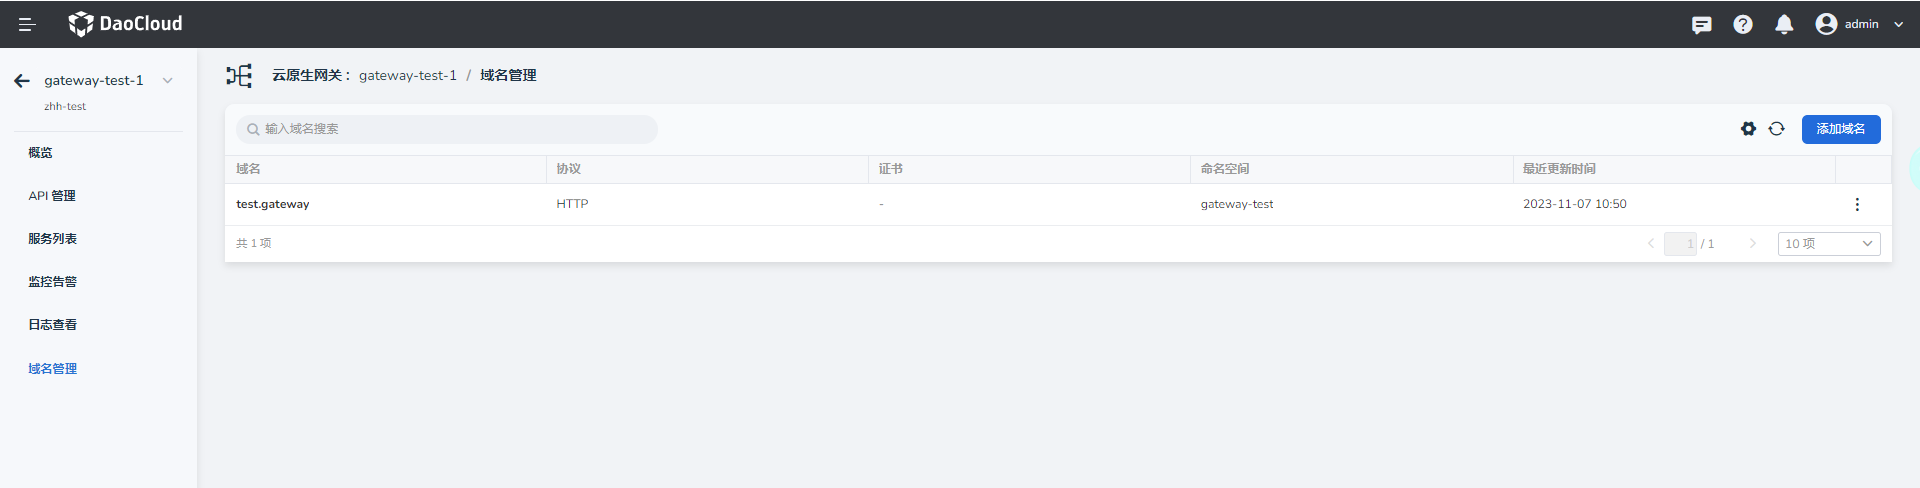 DaoCloud
admin
gateway-test-1
zhh-test
概览
API 管理
服务列表
监控告警
日志查看
域名管理
云原生网关： gateway-test-1 / 域名管理
输入域名搜索
添加域名
域名 协议 证书 命名空间 最近更新时间
test.gateway HTTP - gateway-test 2023-11-07 10:50
共 1 项 1 / 1 10 项